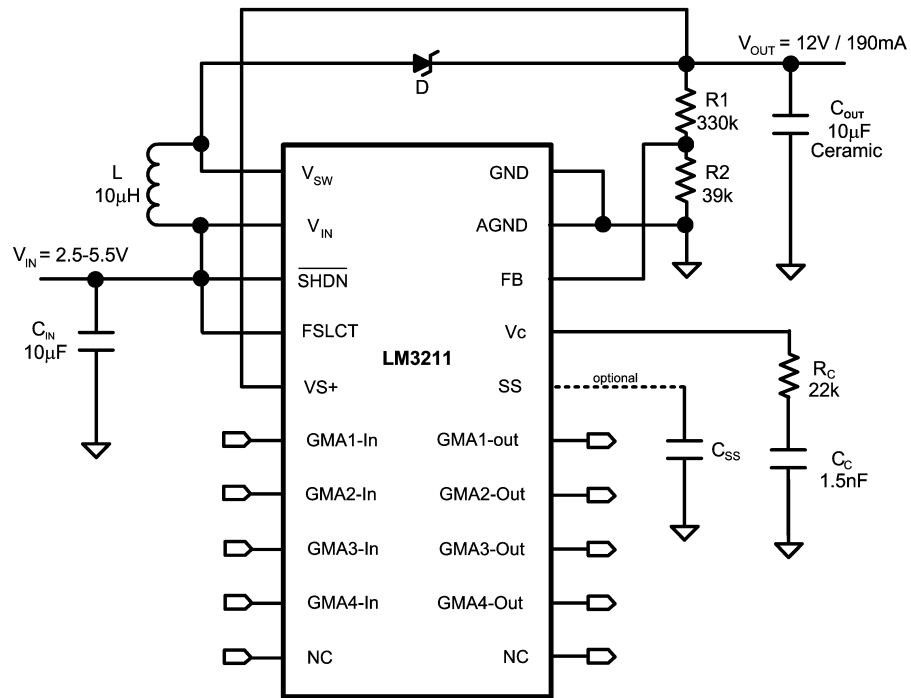 V_OUT = 12V / 190mA
D
R1
330k
C_OUT
10µF
Ceramic
L
10µH
R2
39k
V_SW
GND
V_IN
AGND
V_IN = 2.5-5.5V
SHDN
FB
C_IN
10µF
FSLCT
Vc
LM3211
R_C
22k
VS+
SS
optional
GMA1-In
GMA1-out
C_SS
C_C
1.5nF
GMA2-In
GMA2-Out
GMA3-In
GMA3-Out
GMA4-In
GMA4-Out
NC
NC